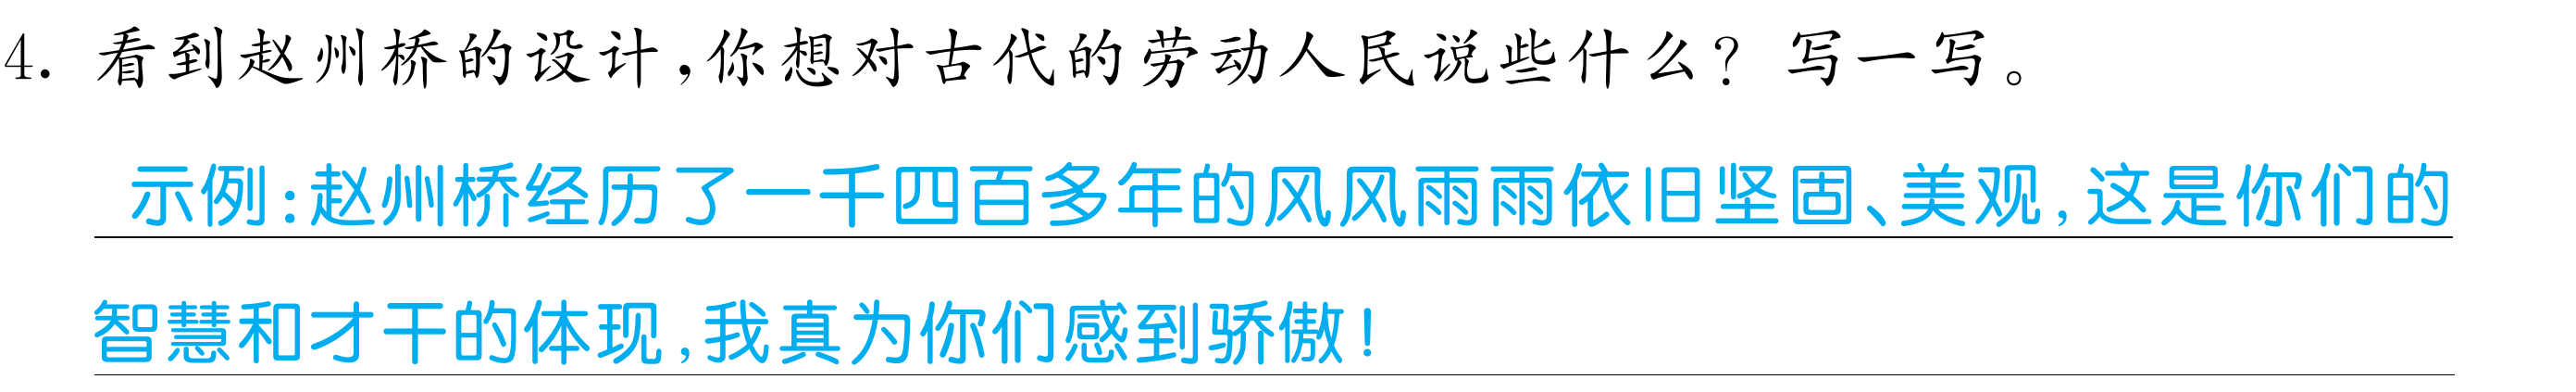 4. 看到赵州桥的设计,你想对古代的劳动人民说些什么? 写一写。
示例:赵州桥经历了一千四百多年的风风雨雨依旧坚固、美观,这是你们的
智慧和才干的体现,我真为你们感到骄傲!